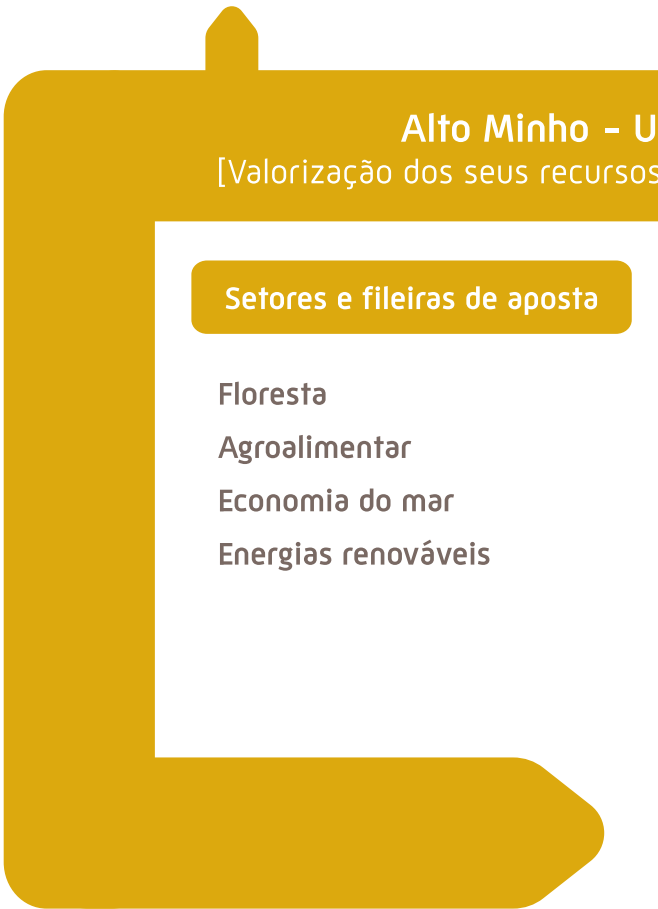 Alto Minho - U
[Valorização dos seus recursos
Setores e fileiras de aposta
Floresta
Agroalimentar
Economia do mar
Energias renováveis